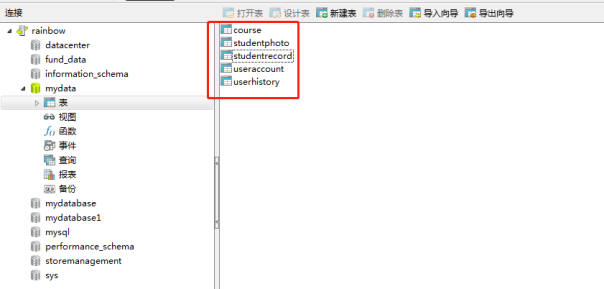 连接
打开表 设计表 新建表 删除表 导入向导 导出向导
rainbow
datacenter
fund_data
information_schema
mydata
表
视图
函数
事件
查询
报表
备份
mydatabase
mydatabase1
mysql
performance_schema
storemanagement
sys
course
studentphoto
studentrecord
useraccount
userhistory